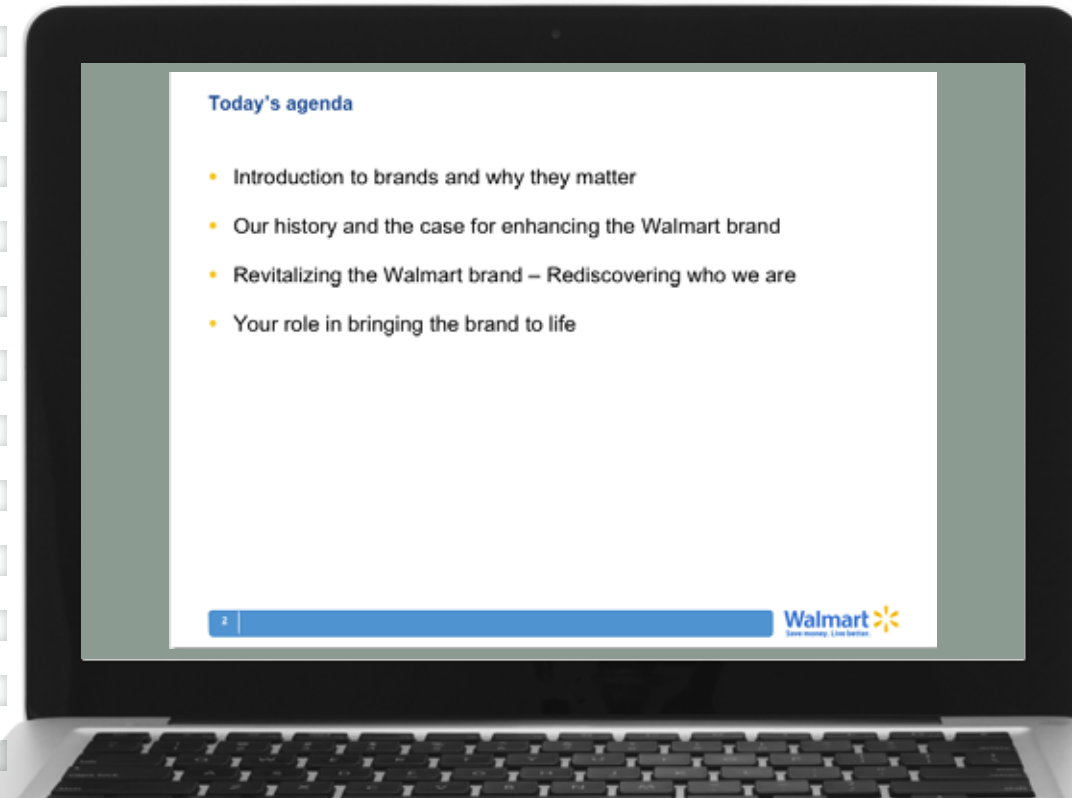 Today's agenda
• Introduction to brands and why they matter
• Our history and the case for enhancing the Walmart brand
• Revitalizing the Walmart brand – Rediscovering who we are
• Your role in bringing the brand to life
2
Walmart
Save money. Live better.